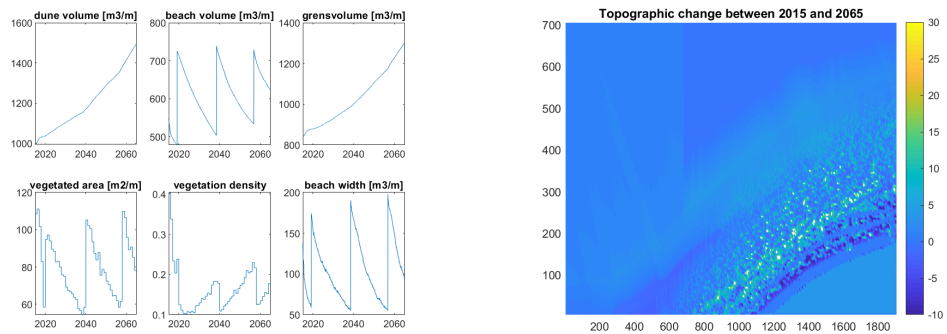 dune volume [m3/m]
1600
1400
1200
1000
2020 2040 2060
beach volume [m3/m]
800
700
600
500
2020 2040 2060
grensvolume [m3/m]
1400
1200
1000
800
2020 2040 2060
vegetated area [m2/m]
120
100
80
60
2020 2040 2060
vegetation density
0.4
0.3
0.2
0.1
2020 2040 2060
beach width [m3/m]
200
150
100
50
2020 2040 2060
Topographic change between 2015 and 2065
700
600
500
400
300
200
100
200 400 600 800 1000 1200 1400 1600 1800
30
25
20
15
10
5
0
-5
-10